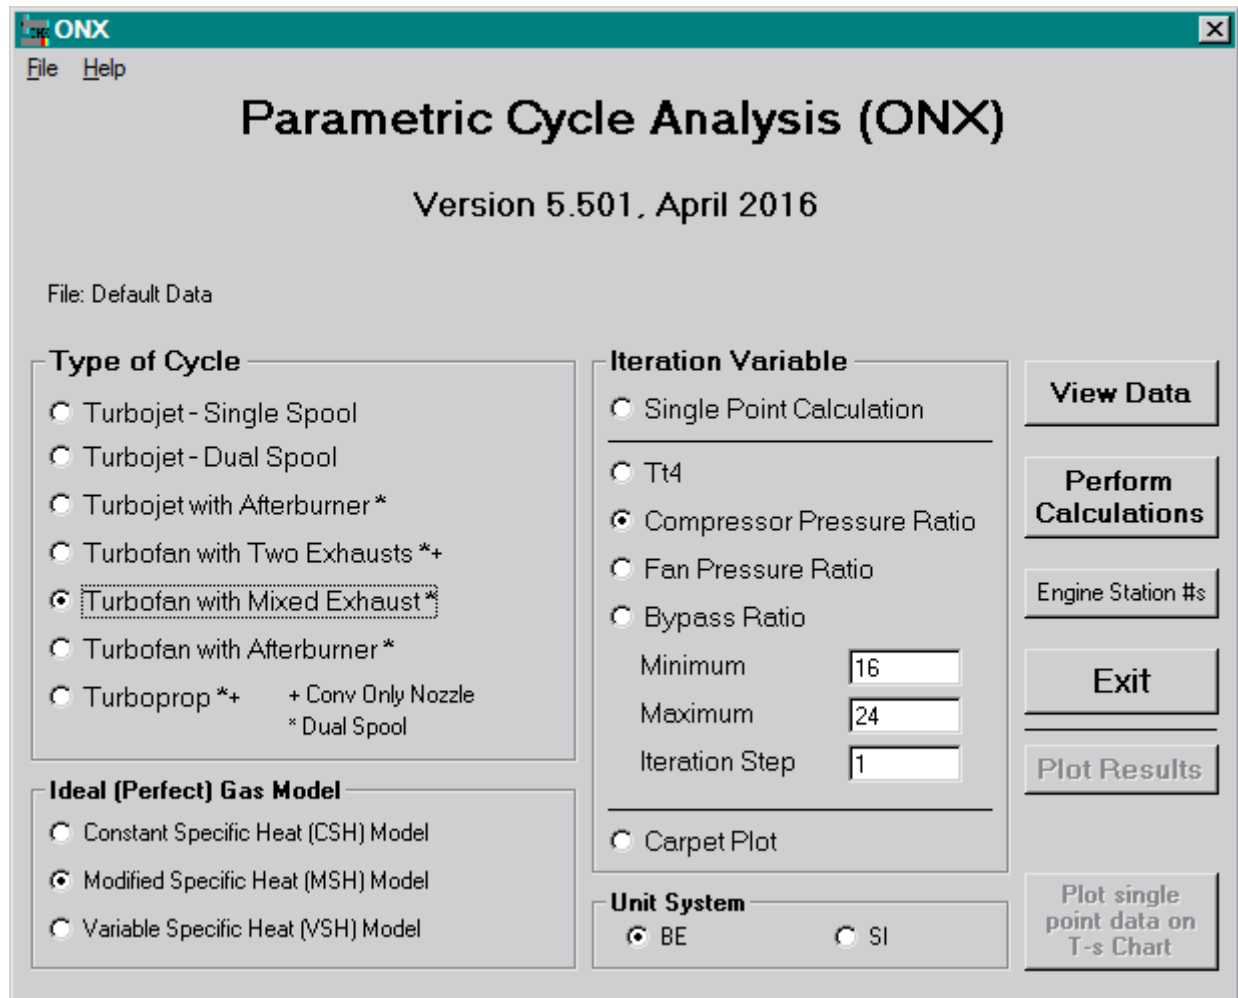 ONX
File Help
Parametric Cycle Analysis (ONX)
Version 5.501, April 2016
File: Default Data
Type of Cycle
Turbojet - Single Spool
Turbojet - Dual Spool
Turbojet with Afterburner *
Turbofan with Two Exhausts *+
Turbofan with Mixed Exhaust *
Turbofan with Afterburner *
Turboprop *+
+ Conv Only Nozzle
* Dual Spool
Ideal (Perfect) Gas Model
Constant Specific Heat (CSH) Model
Modified Specific Heat (MSH) Model
Variable Specific Heat (VSH) Model
Iteration Variable
Single Point Calculation
Tt4
Compressor Pressure Ratio
Fan Pressure Ratio
Bypass Ratio
Minimum 16
Maximum 24
Iteration Step 1
Carpet Plot
Unit System
BE SI
View Data
Perform
Calculations
Engine Station #s
Exit
Plot Results
Plot single
point data on
T-s Chart